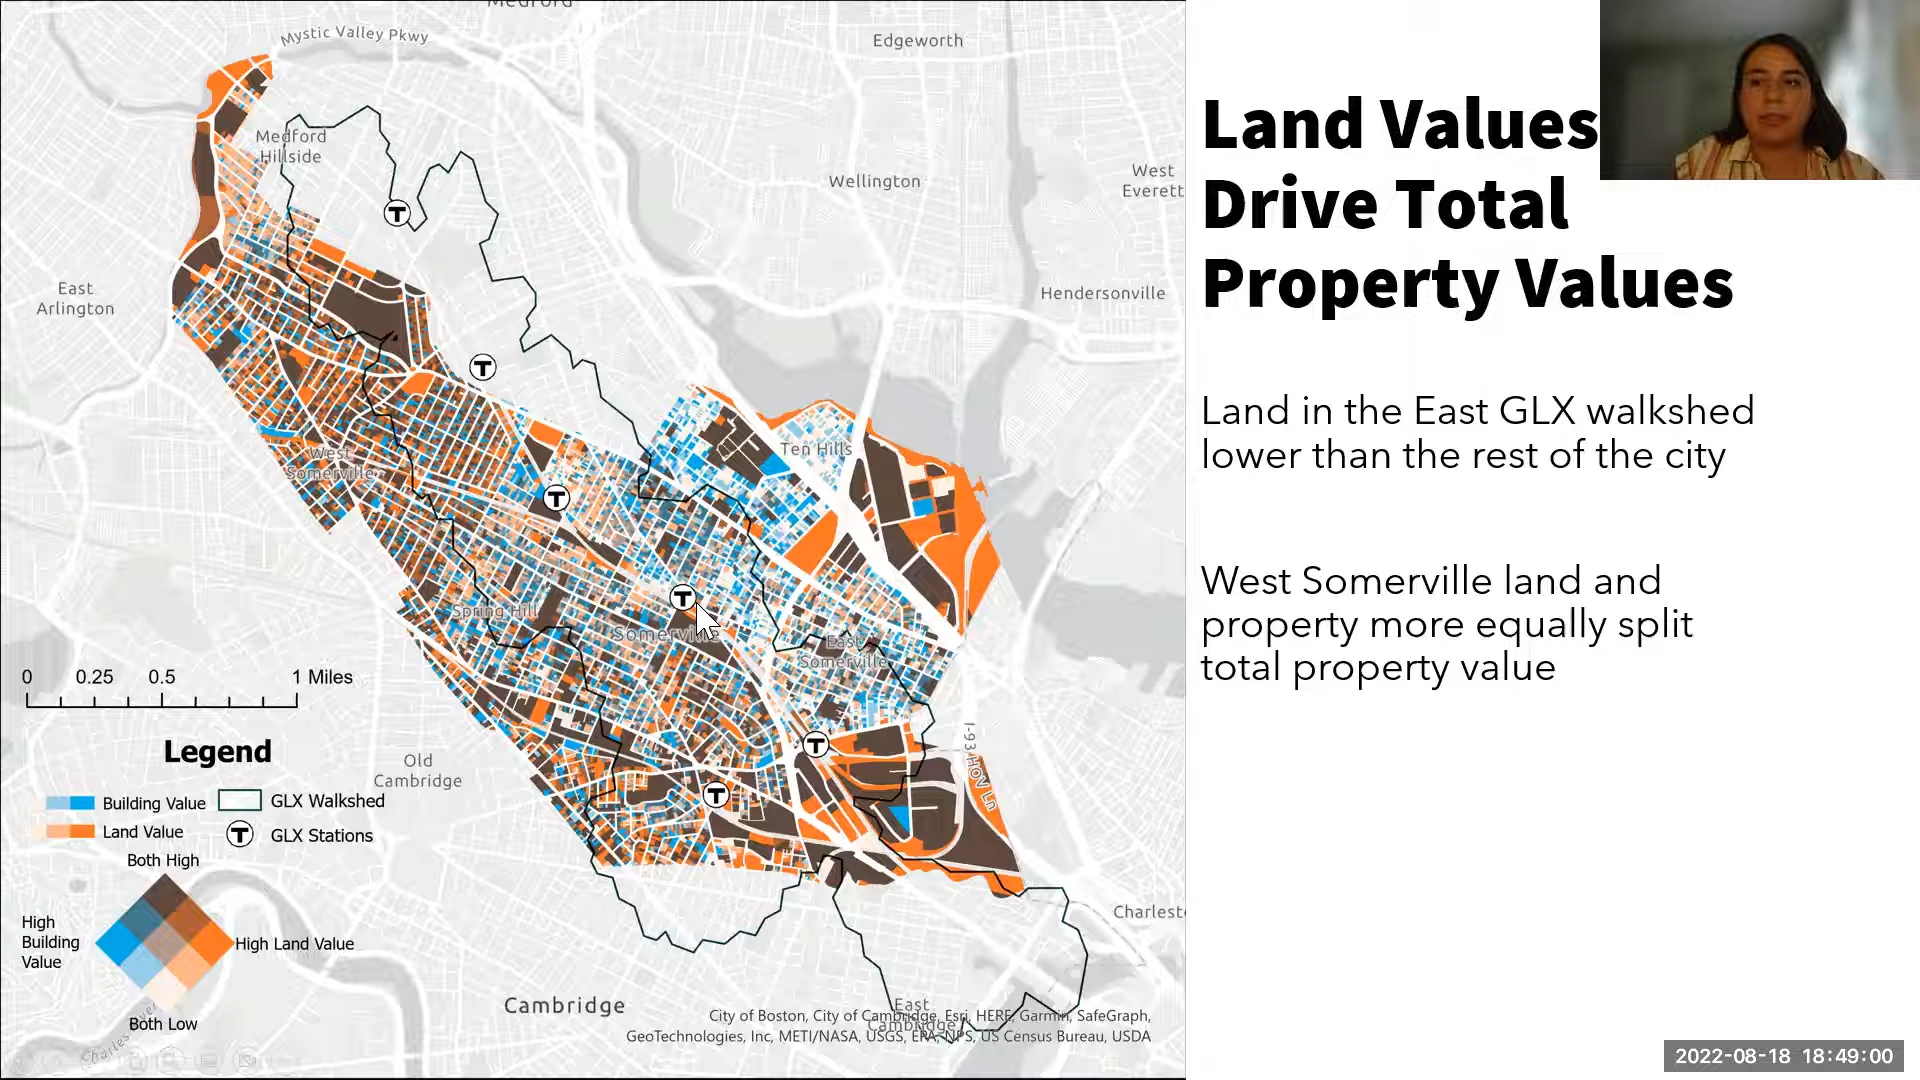 Medford
Mystic Valley Pkwy
Edgeworth
Medford
Hillside
Wellington
West
Everett
East
Arlington
Hendersonville
Ten Hills
West
Somerville
Spring Hill
Somerville
East
Somerville
0 0.25 0.5 1 Miles
Old
Cambridge
I-93 HOV Ln
Legend
Building Value
GLX Walkshed
Land Value
GLX Stations
Both High
High
Building
Value
High Land Value
Both Low
Charles River
Cambridge
East
Cambridge
Charlest
City of Boston, City of Cambridge, Esri, HERE, Garmin, SafeGraph,
GeoTechnologies, Inc, METI/NASA, USGS, EPA, NPS, US Census Bureau, USDA
T
T
T
T
T
T
T
Land Values
Drive Total
Property Values
Land in the East GLX walkshed
lower than the rest of the city
West Somerville land and
property more equally split
total property value
2022-08-18 18:49:00